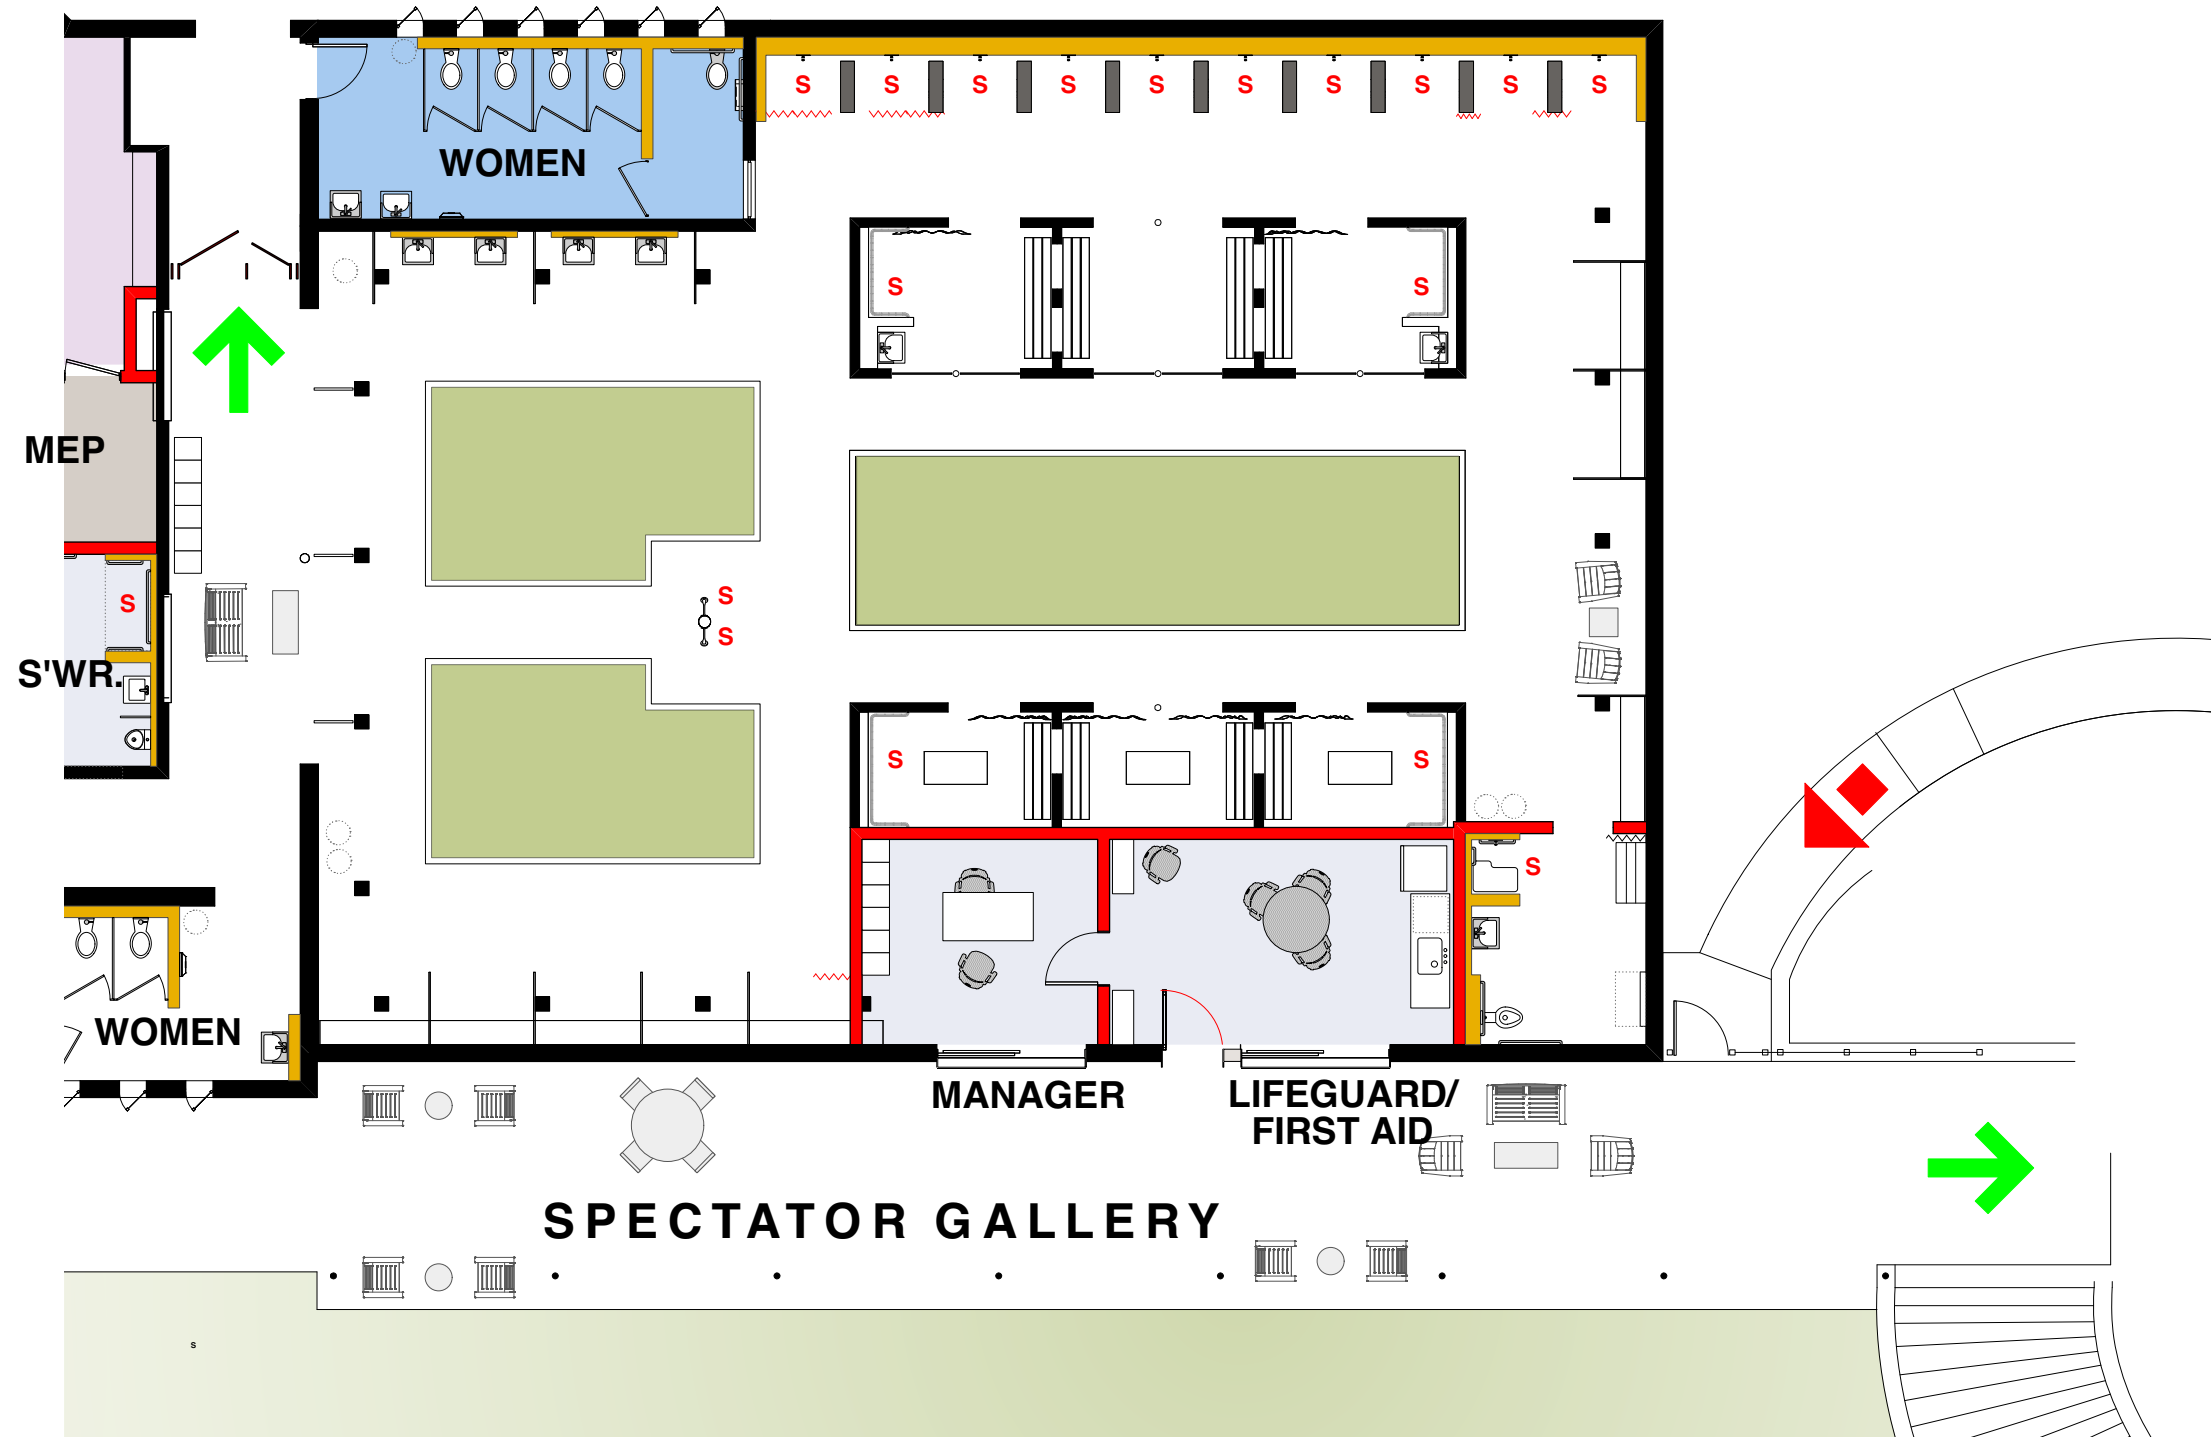 S S S S S S S S S S
WOMEN
S S
MEP
S
S
S
S'WR.
S S
S
WOMEN
MANAGER
LIFEGUARD/
FIRST AID
SPECTATOR GALLERY
s